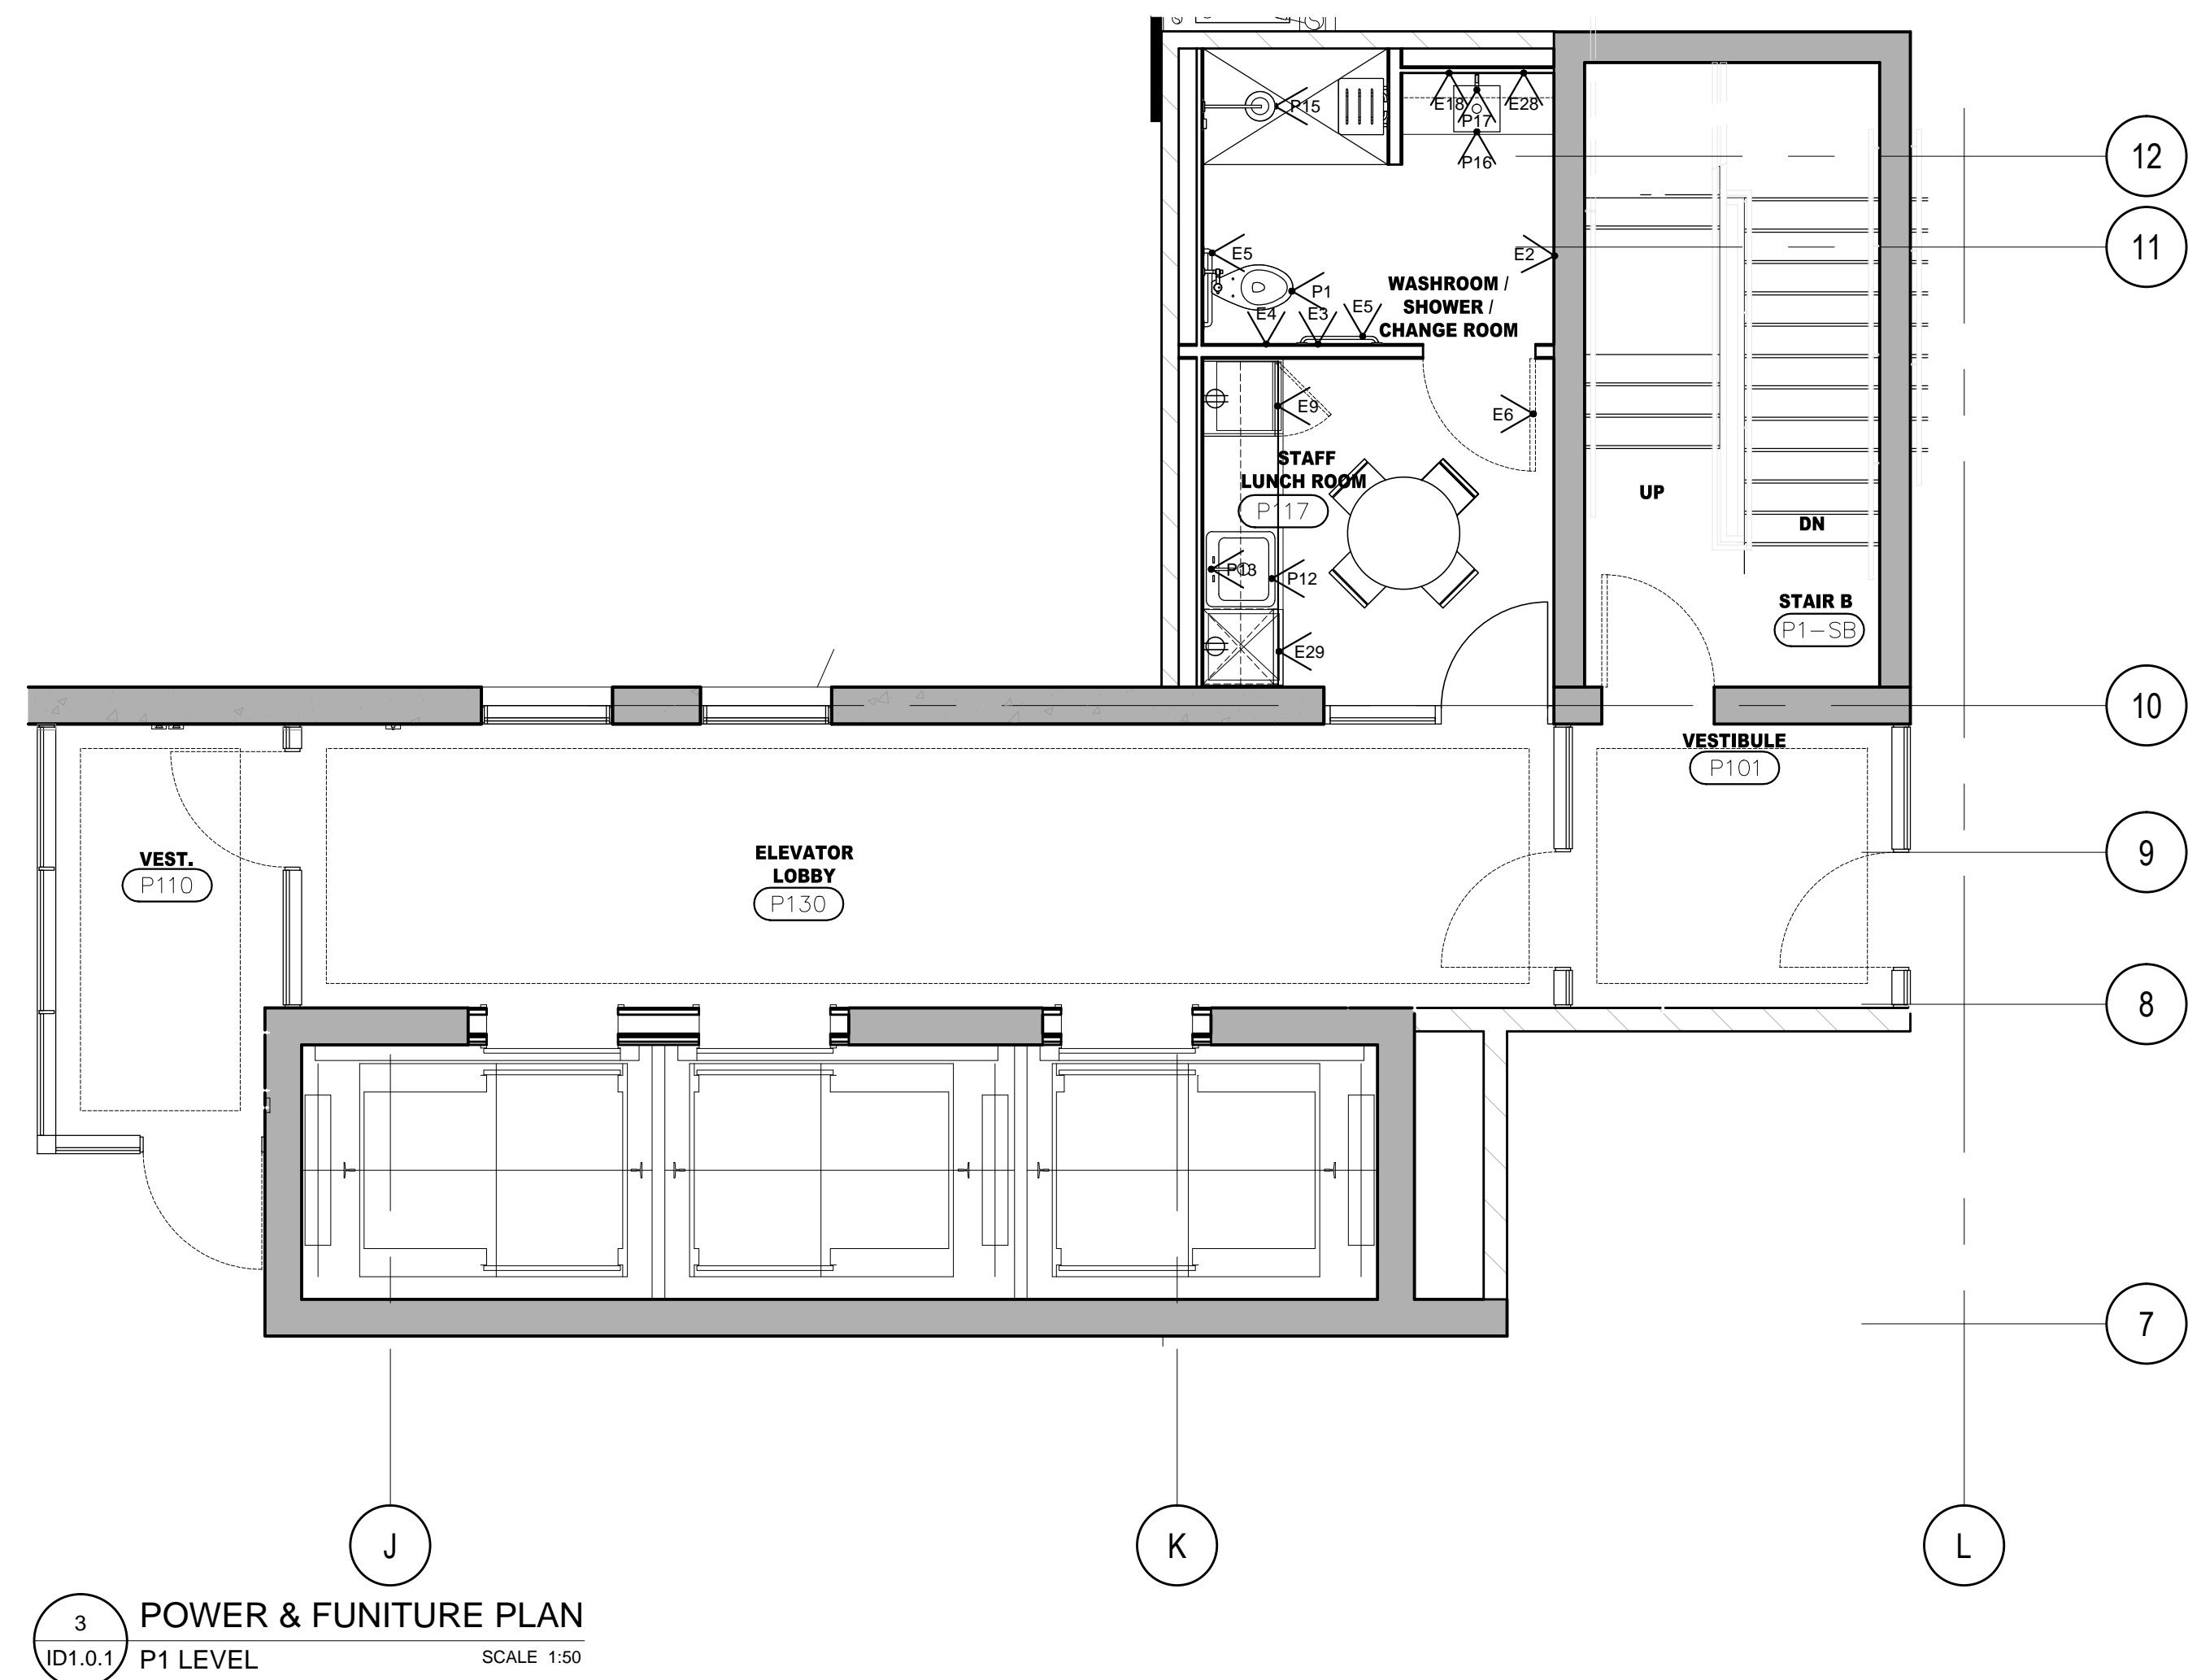 P15
E18
E28
P17
P16
12
E5
E2
11
P1
WASHROOM /
SHOWER /
CHANGE ROOM
E4
E3
E5
E9
E6
STAFF
LUNCH ROOM
P117
UP
DN
P13
P12
STAIR B
P1-SB
E29
10
VESTIBULE
P101
VEST.
P110
ELEVATOR
LOBBY
P130
9
8
7
J
K
L
3
ID1.0.1
POWER & FUNITURE PLAN
P1 LEVEL
SCALE 1:50